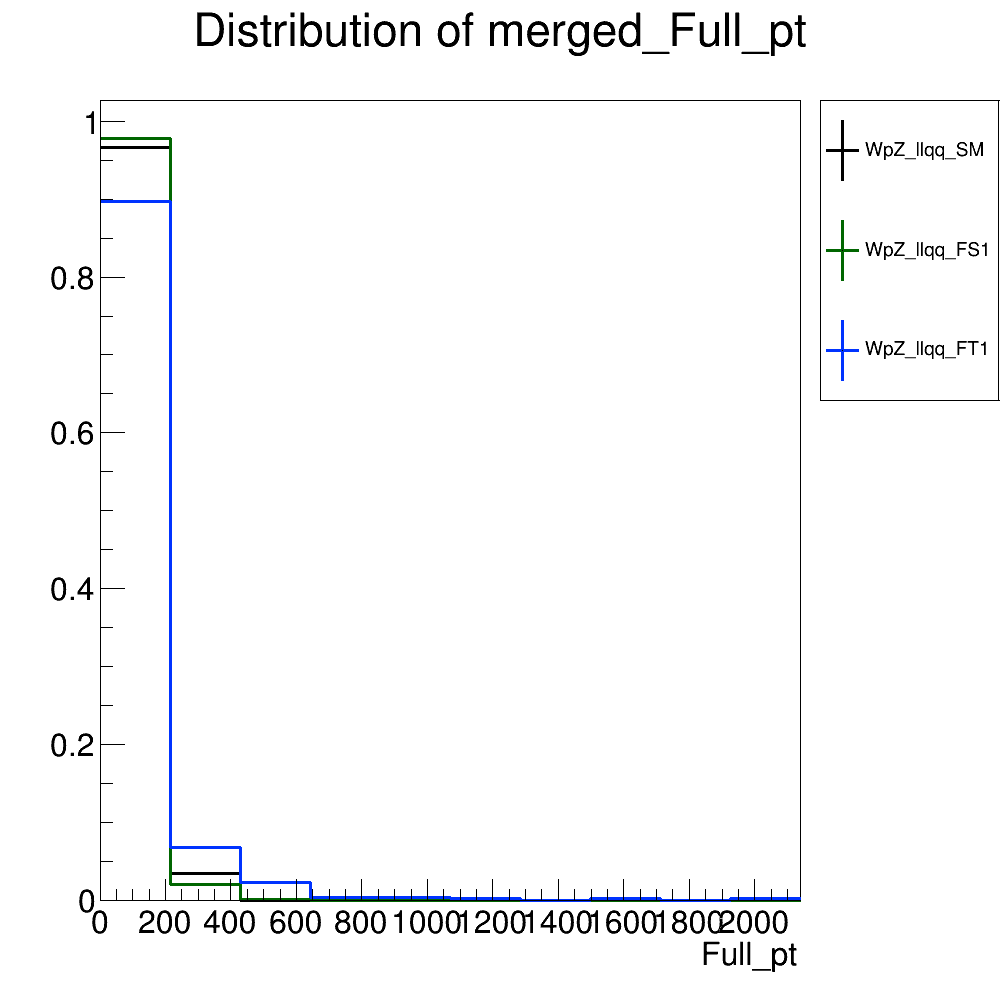 Distribution of merged_Full_pt
1
0.8
0.6
0.4
0.2
0
0 200 400 600 800 1000 1200 1400 1600 1800 2000
Full_pt
WpZ_llqq_SM
WpZ_llqq_FS1
WpZ_llqq_FT1